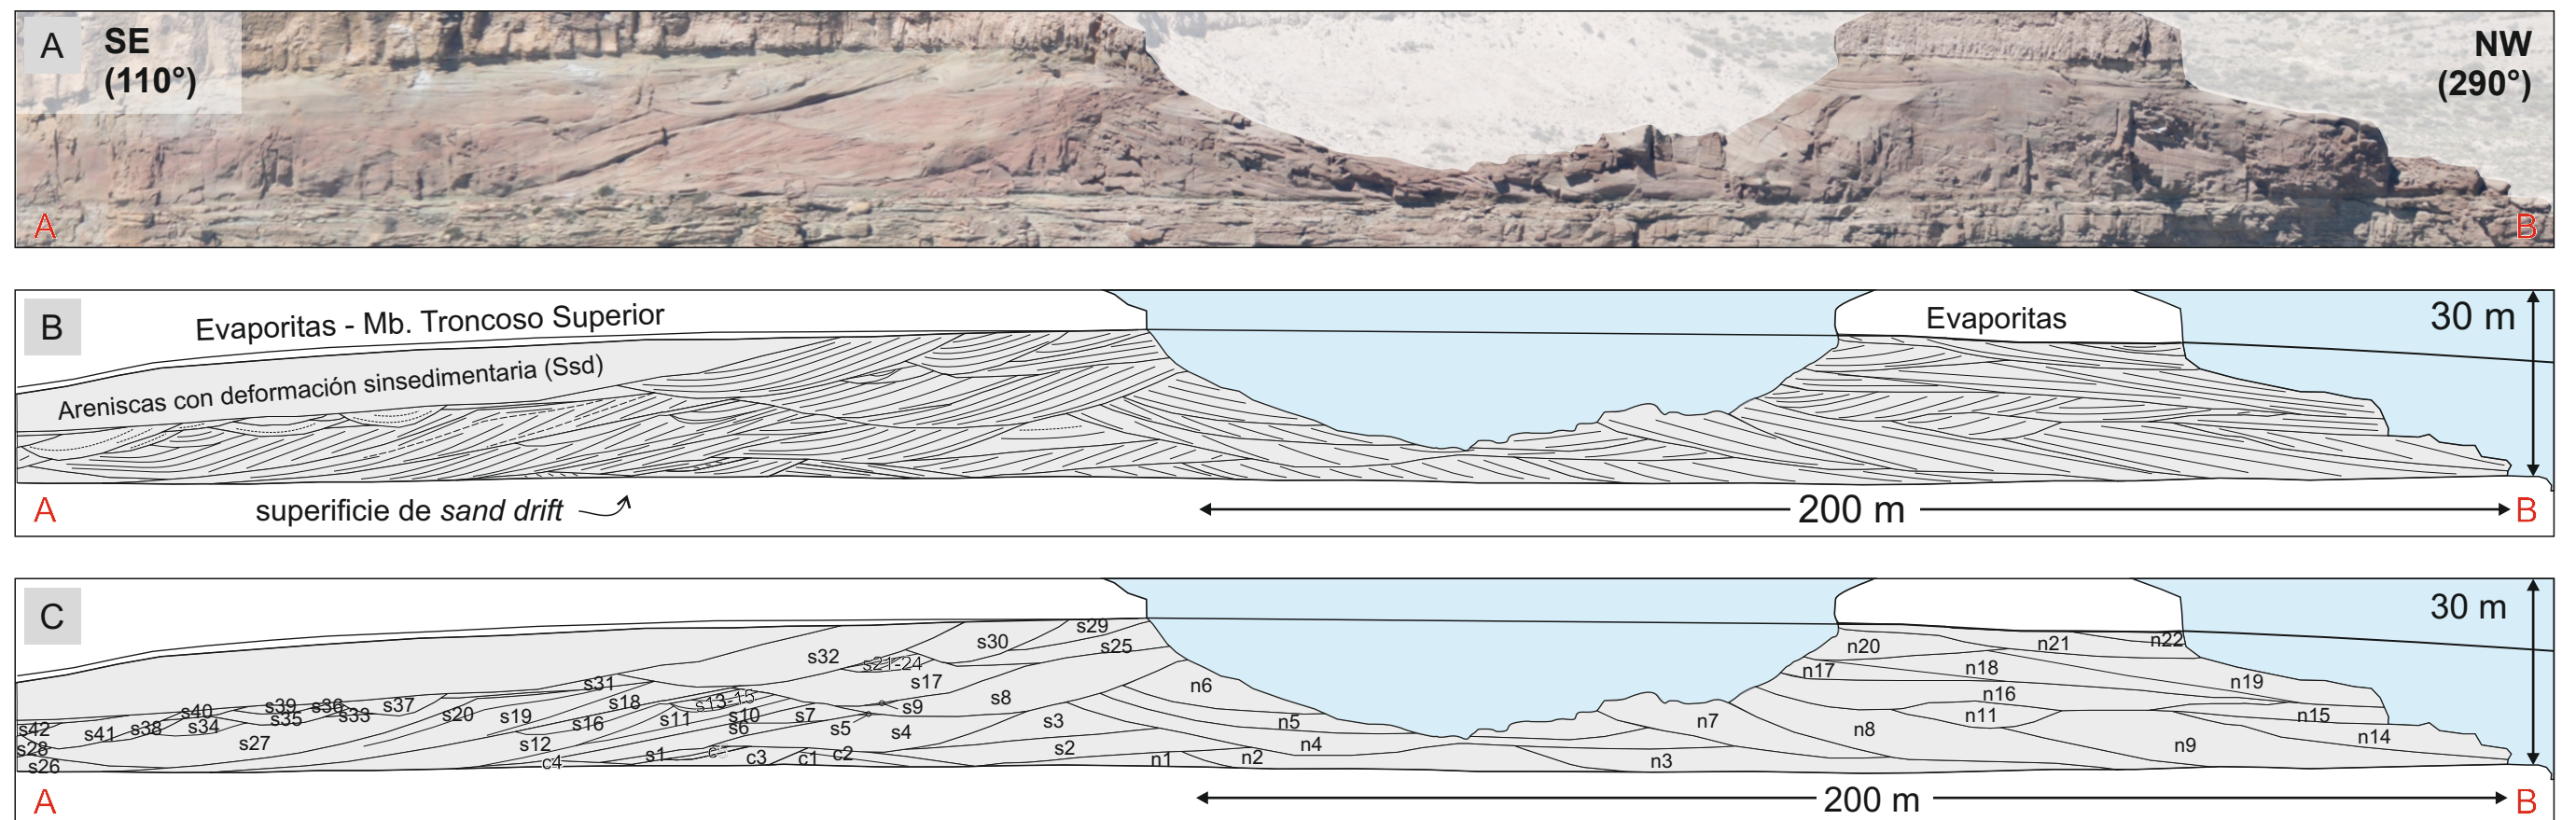 A
SE
(110°)
NW
(290°)
A
B
B
Evaporitas - Mb. Troncoso Superior
Evaporitas
30 m
Areniscas con deformación sinsedimentaria (Ssd)
A
superificie de sand drift
200 m
B
C
30 m
s29
s30
s25
s32
s21-24
s17
s31
s8
s9
s13-15
s18
s39
s36
s37
s40
s35
s33
s20
s19
s16
s11
s10
s7
s42
s41
s38
s34
s6
s5
s4
s3
s28
s27
s12
s2
s26
c4
s1
c5
c3
c1
c2
n1
n2
n4
n5
n6
n3
n7
n8
n9
n11
n14
n15
n16
n17
n18
n19
n20
n21
n22
A
200 m
B